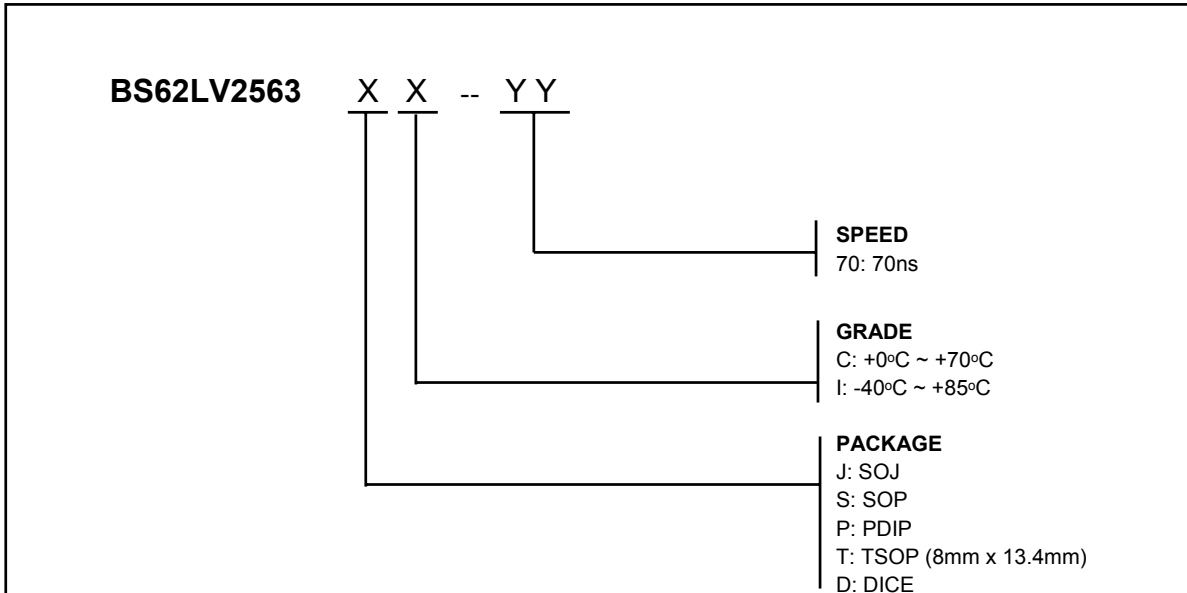 BS62LV2563 X X -- Y Y
SPEED
70: 70ns
GRADE
C: +0oC ~ +70oC
I: -40oC ~ +85oC
PACKAGE
J: SOJ
S: SOP
P: PDIP
T: TSOP (8mm x 13.4mm)
D: DICE